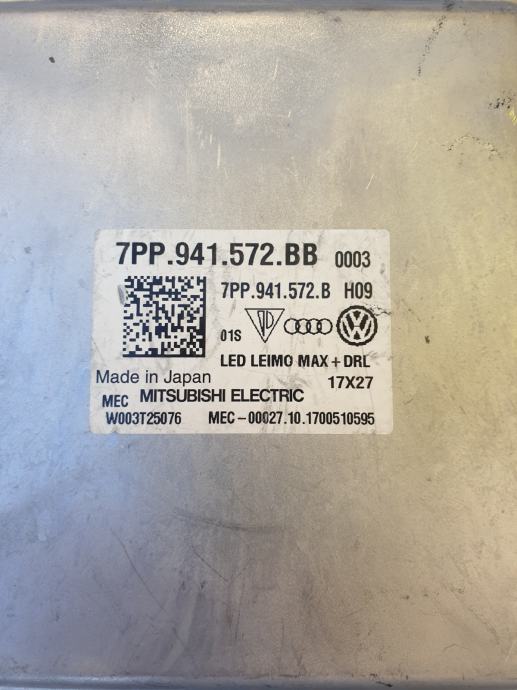 7PP.941.572.BB 0003
7PP.941.572.B H09
01S
LED LEIMO MAX+DRL
Made in Japan 17X27
MEC MITSUBISHI ELECTRIC
W003T25076 MEC-00027.10.1700510595